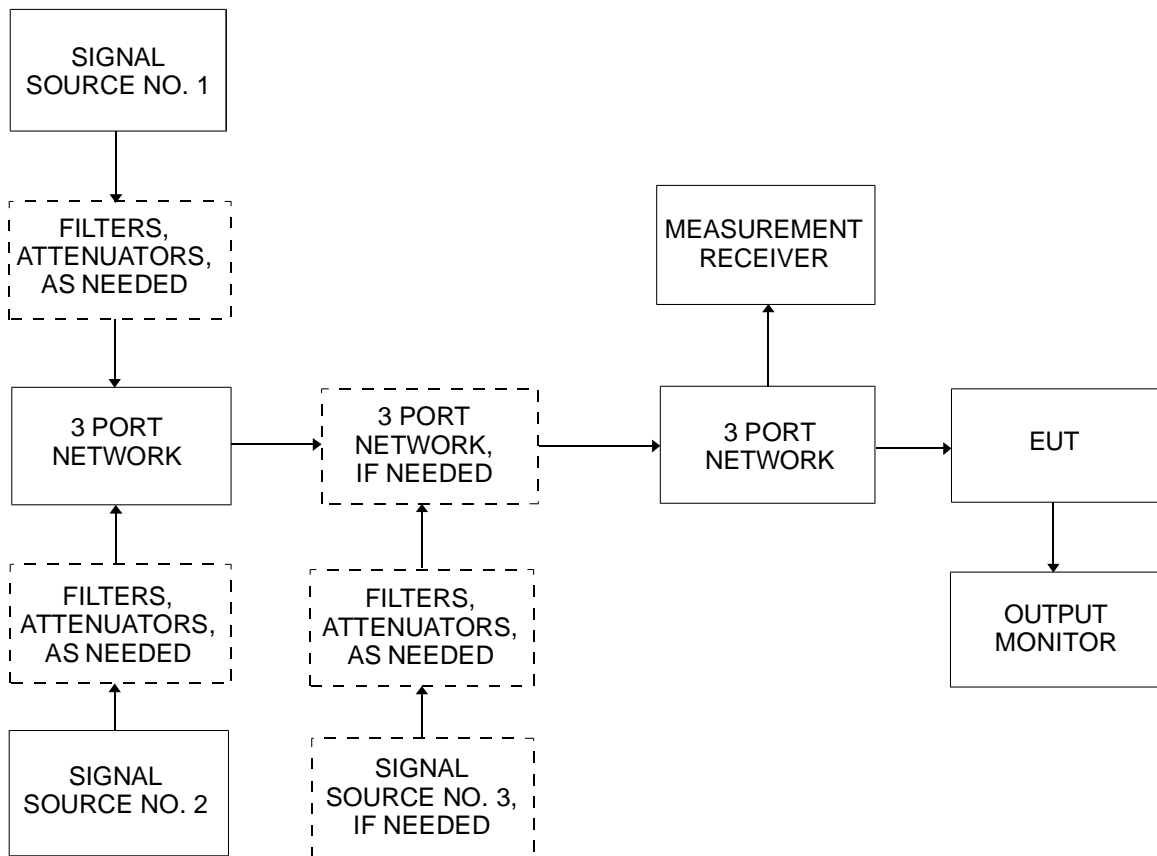 SIGNAL
SOURCE NO. 1
FILTERS,
ATTENUATORS,
AS NEEDED
MEASUREMENT
RECEIVER
3 PORT
NETWORK
3 PORT
NETWORK,
IF NEEDED
3 PORT
NETWORK
EUT
FILTERS,
ATTENUATORS,
AS NEEDED
FILTERS,
ATTENUATORS,
AS NEEDED
OUTPUT
MONITOR
SIGNAL
SOURCE NO. 2
SIGNAL
SOURCE NO. 3,
IF NEEDED